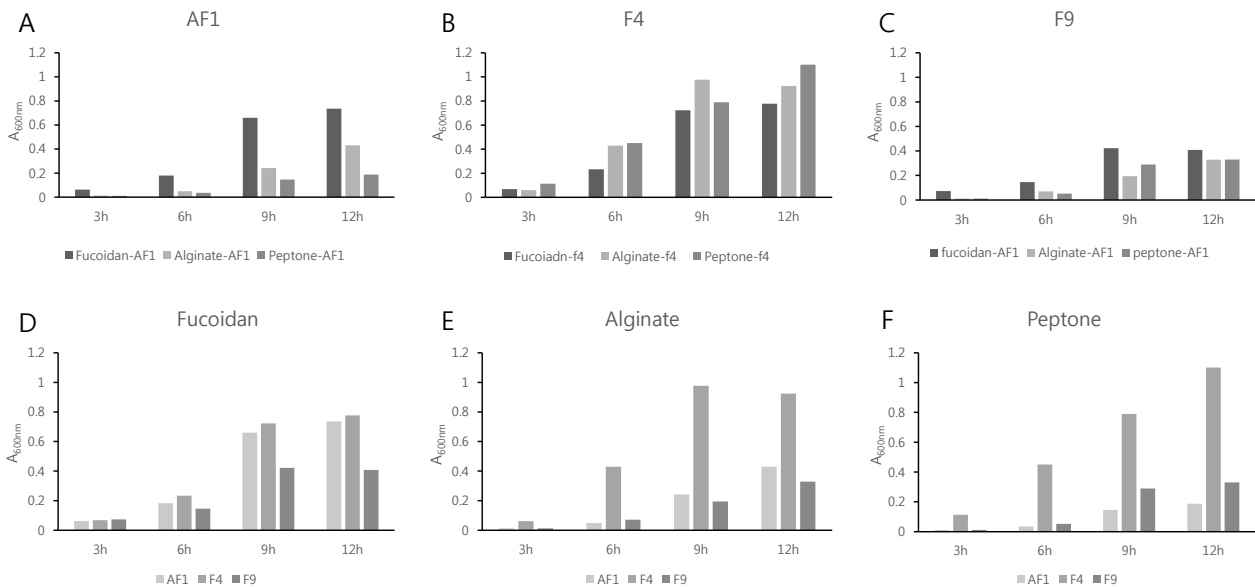 A
AF1
1.2
1
0.8
0.6
0.4
0.2
0
A600nm
3h 6h 9h 12h
Fucoidan-AF1 Alginate-AF1 Peptone-AF1
B
F4
1.2
1
0.8
0.6
0.4
0.2
0
A600nm
3h 6h 9h 12h
Fucoiadn-f4 Alginate-f4 Peptone-f4
C
F9
1.2
1
0.8
0.6
0.4
0.2
0
A600nm
3h 6h 9h 12h
fucoidan-AF1 Alginate-AF1 peptone-AF1
D
Fucoidan
1.2
1
0.8
0.6
0.4
0.2
0
A600nm
3h 6h 9h 12h
AF1 F4 F9
E
Alginate
1.2
1
0.8
0.6
0.4
0.2
0
A600nm
3h 6h 9h 12h
AF1 F4 F9
F
Peptone
1.2
1
0.8
0.6
0.4
0.2
0
A600nm
3h 6h 9h 12h
AF1 F4 F9